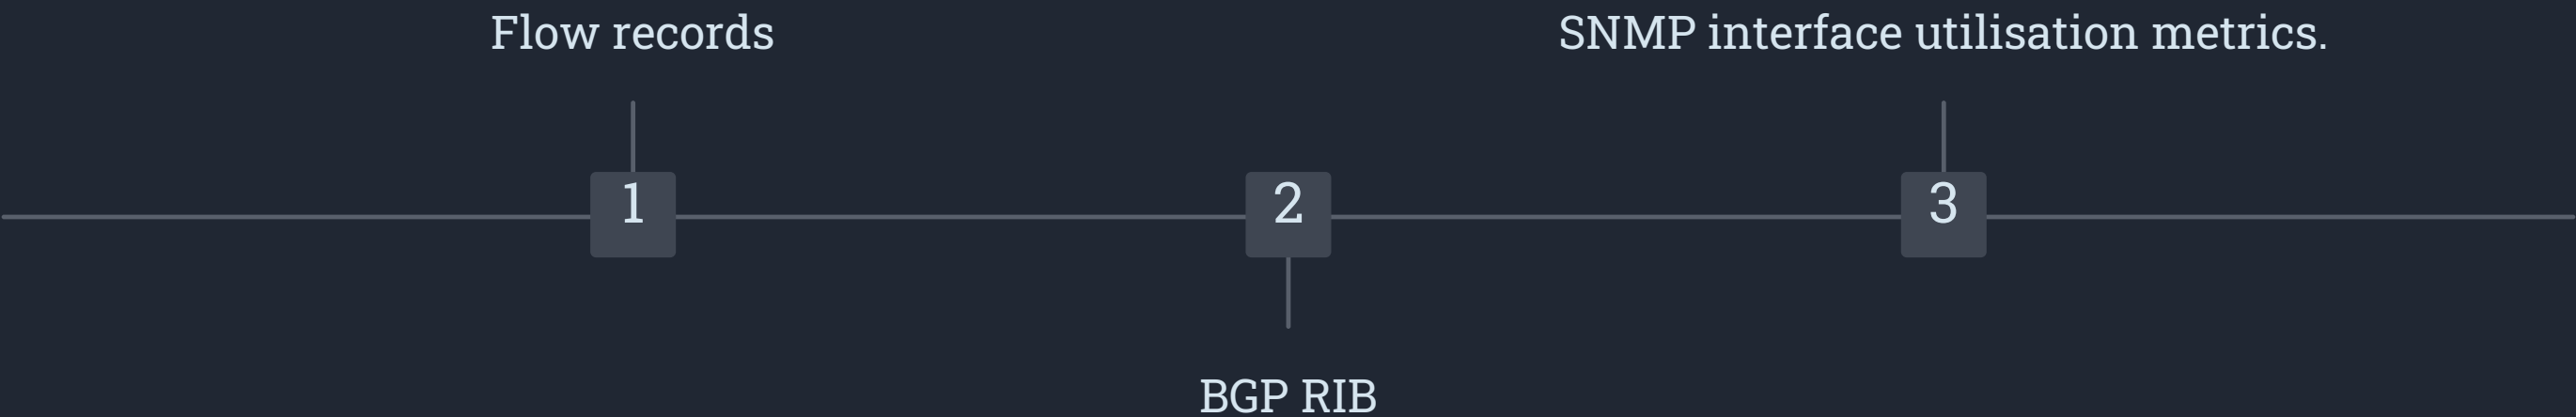 Flow records
SNMP interface utilisation metrics.
1
2
3
BGP RIB